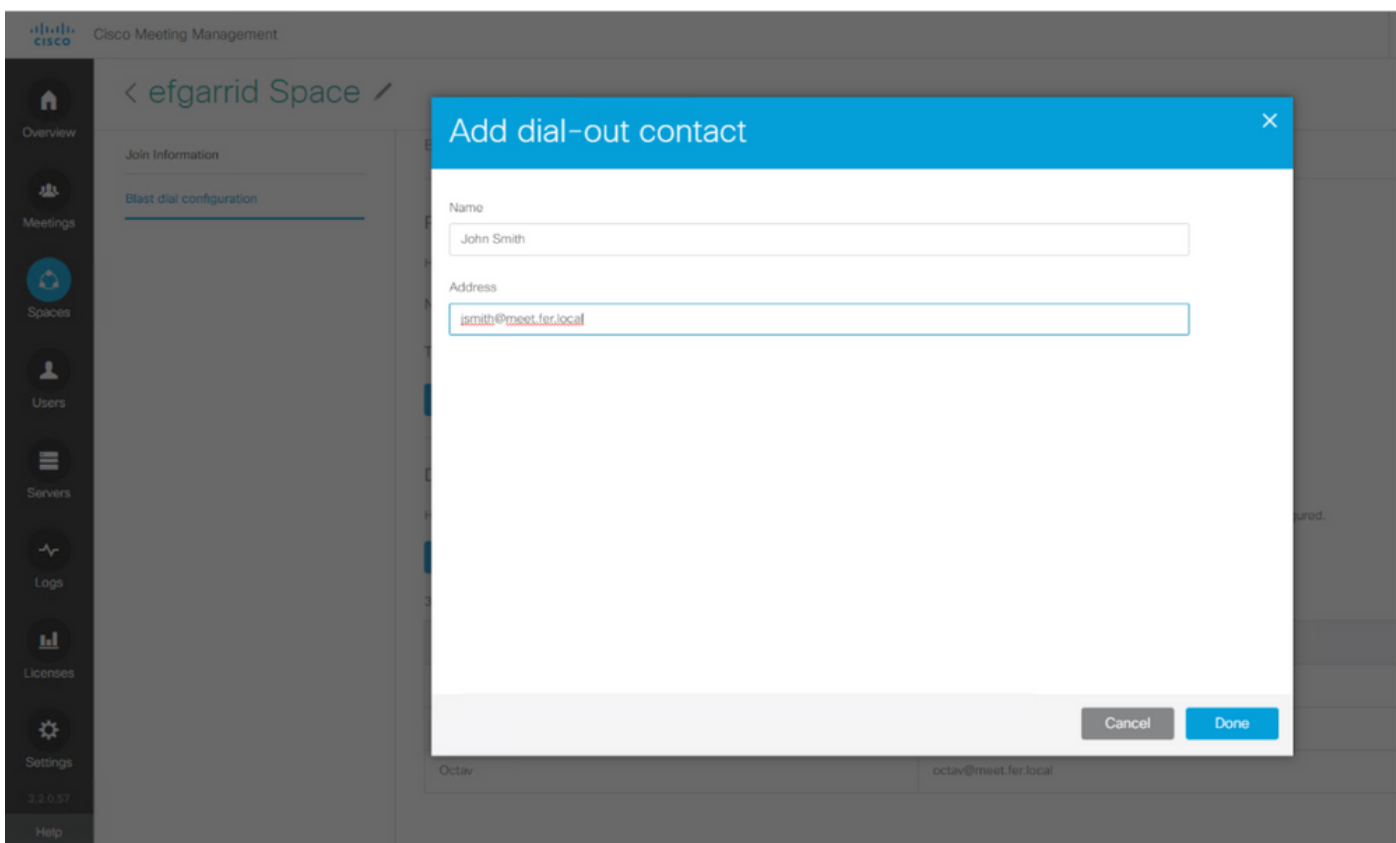 CISCO
Cisco Meeting Management
efgarrid Space
Overview
Meetings
Spaces
Users
Servers
Logs
Licenses
Settings
3.2.0.57
Help
Join Information
Blast dial configuration
Add dial-out contact
Name
John Smith
Address
jsmith@meet.fer.local
Cancel
Done
Octav
octav@meet.fer.local